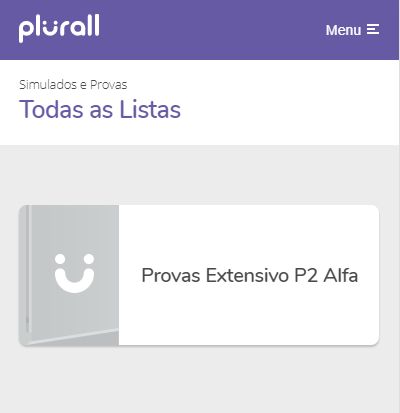 plurall
Menu
Simulados e Provas
Todas as Listas
Provas Extensivo P2 Alfa